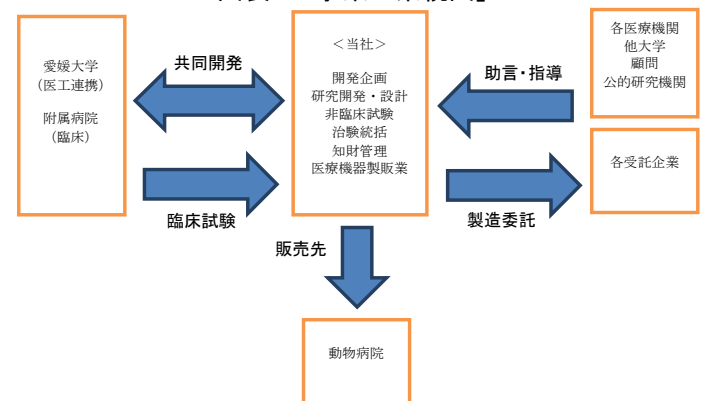 愛媛大学
（医工連携）
附属病院
（臨床）
共同開発
臨床試験
＜当社＞
開発企画
研究開発・設計
非臨床試験
治験統括
知財管理
医療機器製販業
助言・指導
製造委託
各医療機関
他大学
顧問
公的研究機関
各受託企業
販売先
動物病院